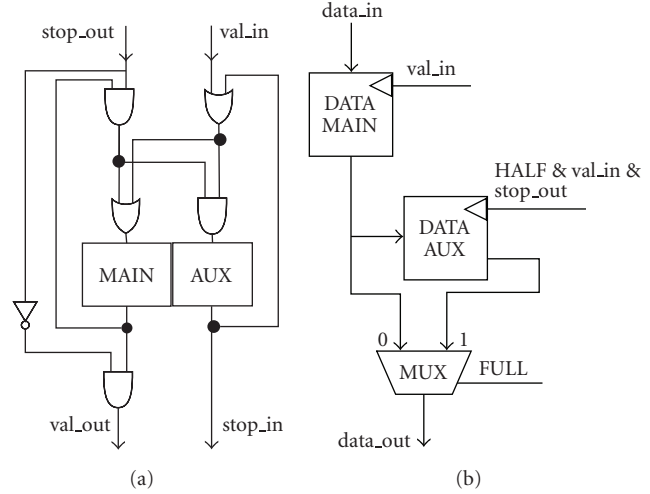 stop_out
val_in
MAIN
AUX
val_out
stop_in
(a)
data_in
val_in
DATA
MAIN
HALF & val_in &
stop_out
DATA
AUX
0
1
MUX
FULL
data_out
(b)